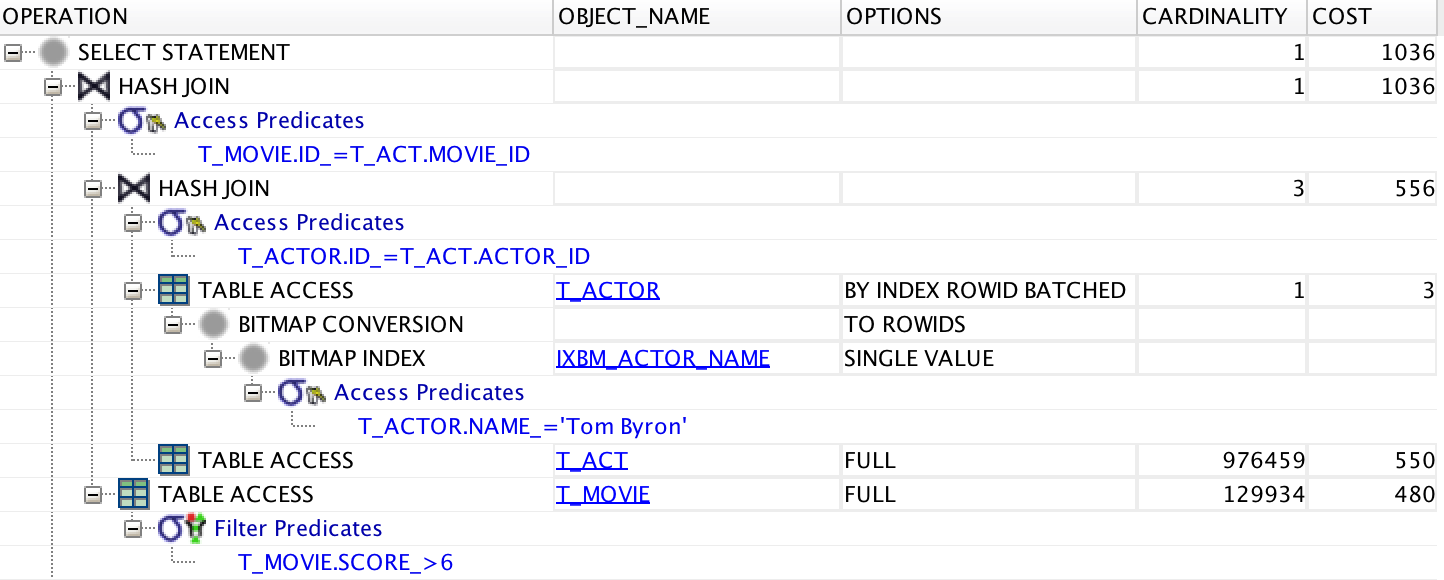 OPERATION OBJECT_NAME OPTIONS CARDINALITY COST
SELECT STATEMENT 1 1036
HASH JOIN 1 1036
Access Predicates
T_MOVIE.ID_=T_ACT.MOVIE_ID
HASH JOIN 3 556
Access Predicates
T_ACTOR.ID_=T_ACT.ACTOR_ID
TABLE ACCESS T_ACTOR BY INDEX ROWID BATCHED 1 3
BITMAP CONVERSION TO ROWIDS
BITMAP INDEX IXBM_ACTOR_NAME SINGLE VALUE
Access Predicates
T_ACTOR.NAME_='Tom Byron'
TABLE ACCESS T_ACT FULL 976459 550
TABLE ACCESS T_MOVIE FULL 129934 480
Filter Predicates
T_MOVIE.SCORE_>6